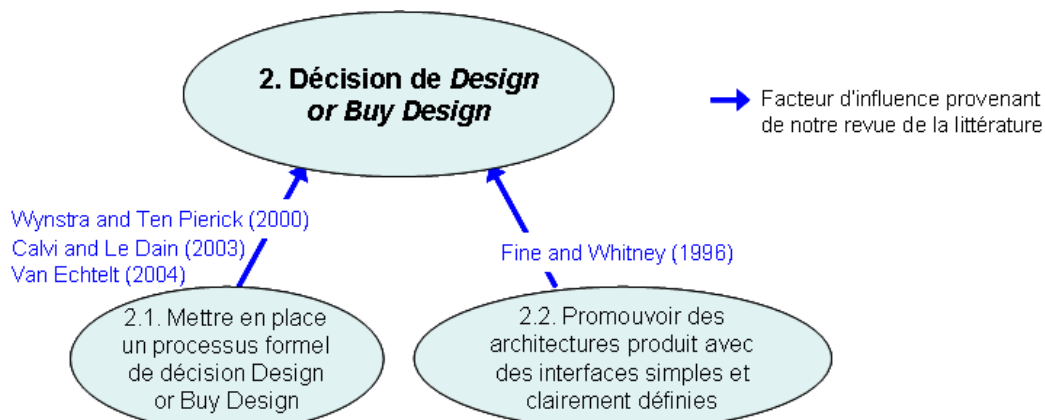 2. Décision de Design
or Buy Design
Facteur d'influence provenant
de notre revue de la littérature
Wynstra and Ten Pierick (2000)
Calvi and Le Dain (2003)
Van Echtelt (2004)
Fine and Whitney (1996)
2.1. Mettre en place
un processus formel
de décision Design
or Buy Design
2.2. Promouvoir des
architectures produit avec
des interfaces simples et
clairement définies